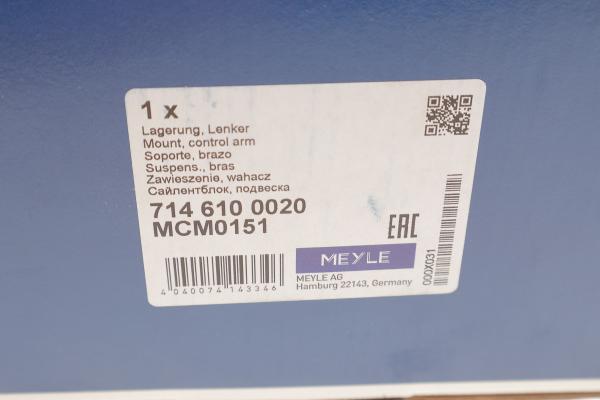 1 x
Lagerung, Lenker
Mount, control arm
Soporte, brazo
Suspens., bras
Zawieszenie, wahacz
Сайлентблок, подвеска
714 610 0020
MCM0151
EAC
MEYLE
MEYLE AG
Hamburg 22143, Germany
4 040074 143346
000X031